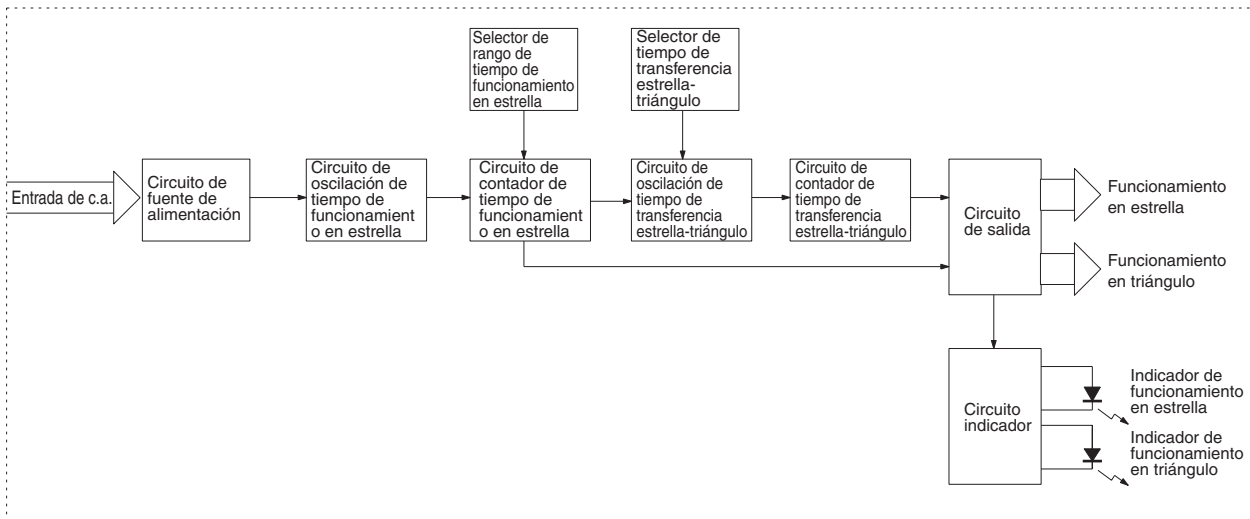 Selector de
rango de
tiempo de
funcionamiento
en estrella
Selector de
tiempo de
transferencia
estrella-
triángulo
Entrada de c.a.
Circuito de
fuente de
alimentación
Circuito de
oscilación de
tiempo de
funcionamient
o en estrella
Circuito de
contador de
tiempo de
funcionamient
o en estrella
Circuito de
oscilación de
tiempo de
transferencia
estrella-triángulo
Circuito de
contador de
tiempo de
transferencia
estrella-triángulo
Circuito
de salida
Funcionamiento
en estrella
Funcionamiento
en triángulo
Circuito
indicador
Indicador de
funcionamiento
en estrella
Indicador de
funcionamiento
en triángulo